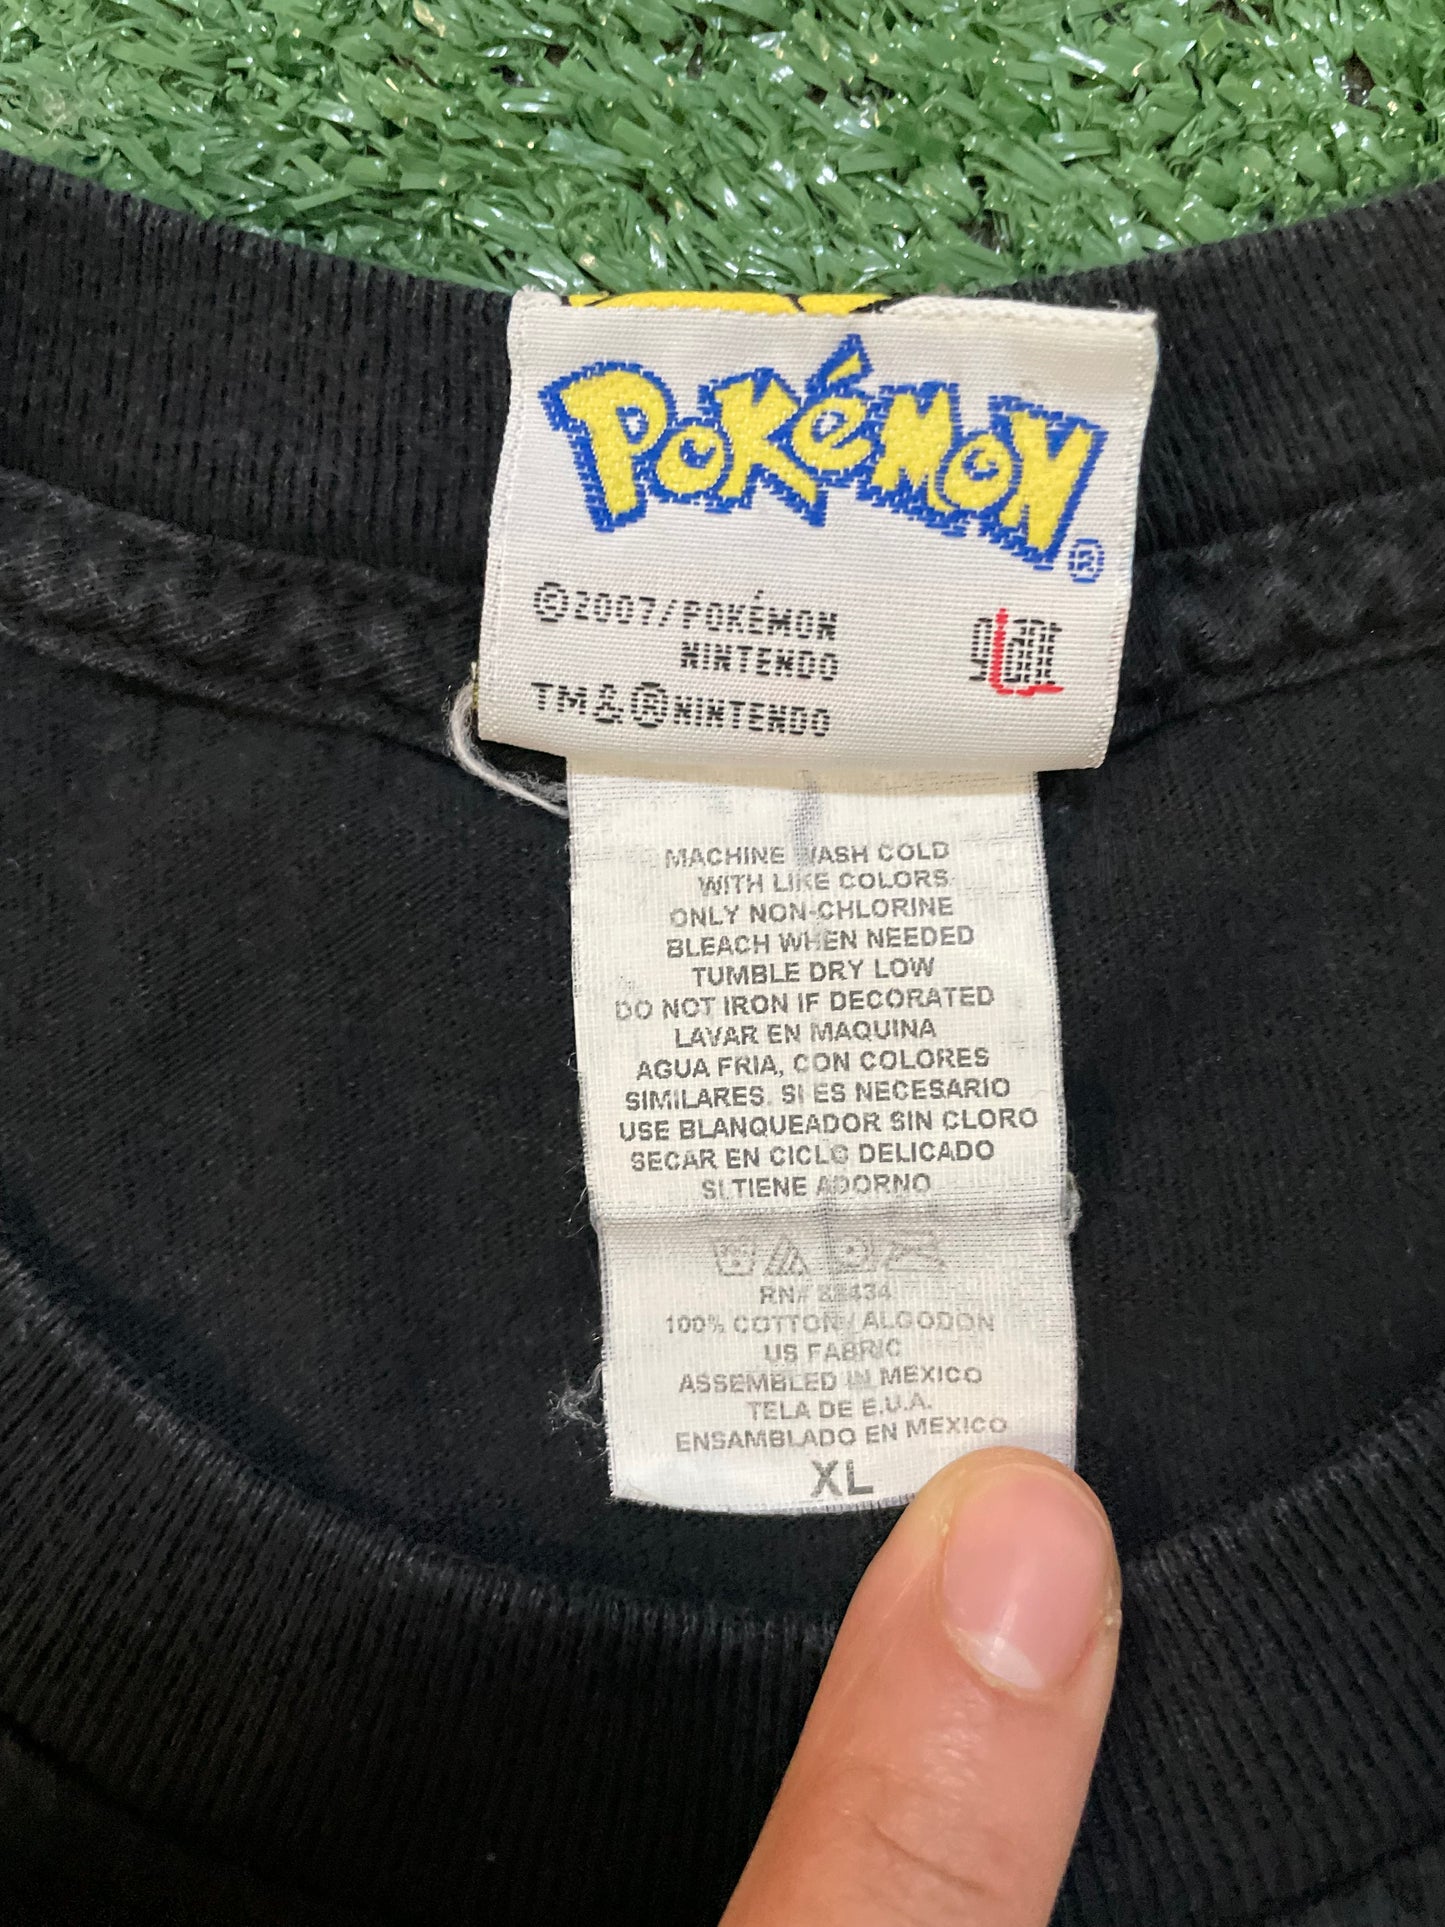 POKéMON®
©2007/POKÉMON
NINTENDO
TM&®NINTENDO
MACHINE WASH COLD
WITH LIKE COLORS
ONLY NON-CHLORINE
BLEACH WHEN NEEDED
TUMBLE DRY LOW
DO NOT IRON IF DECORATED
LAVAR EN MAQUINA
AGUA FRIA, CON COLORES
SIMILARES. SI ES NECESARIO
USE BLANQUEADOR SIN CLORO
SECAR EN CICLO DELICADO
SI TIENE ADORNO
RN#
100% COTTON / ALGODON
US FABRIC
ASSEMBLED IN MEXICO
TELA DE E.U.A.
ENSAMBLADO EN MEXICO
XL